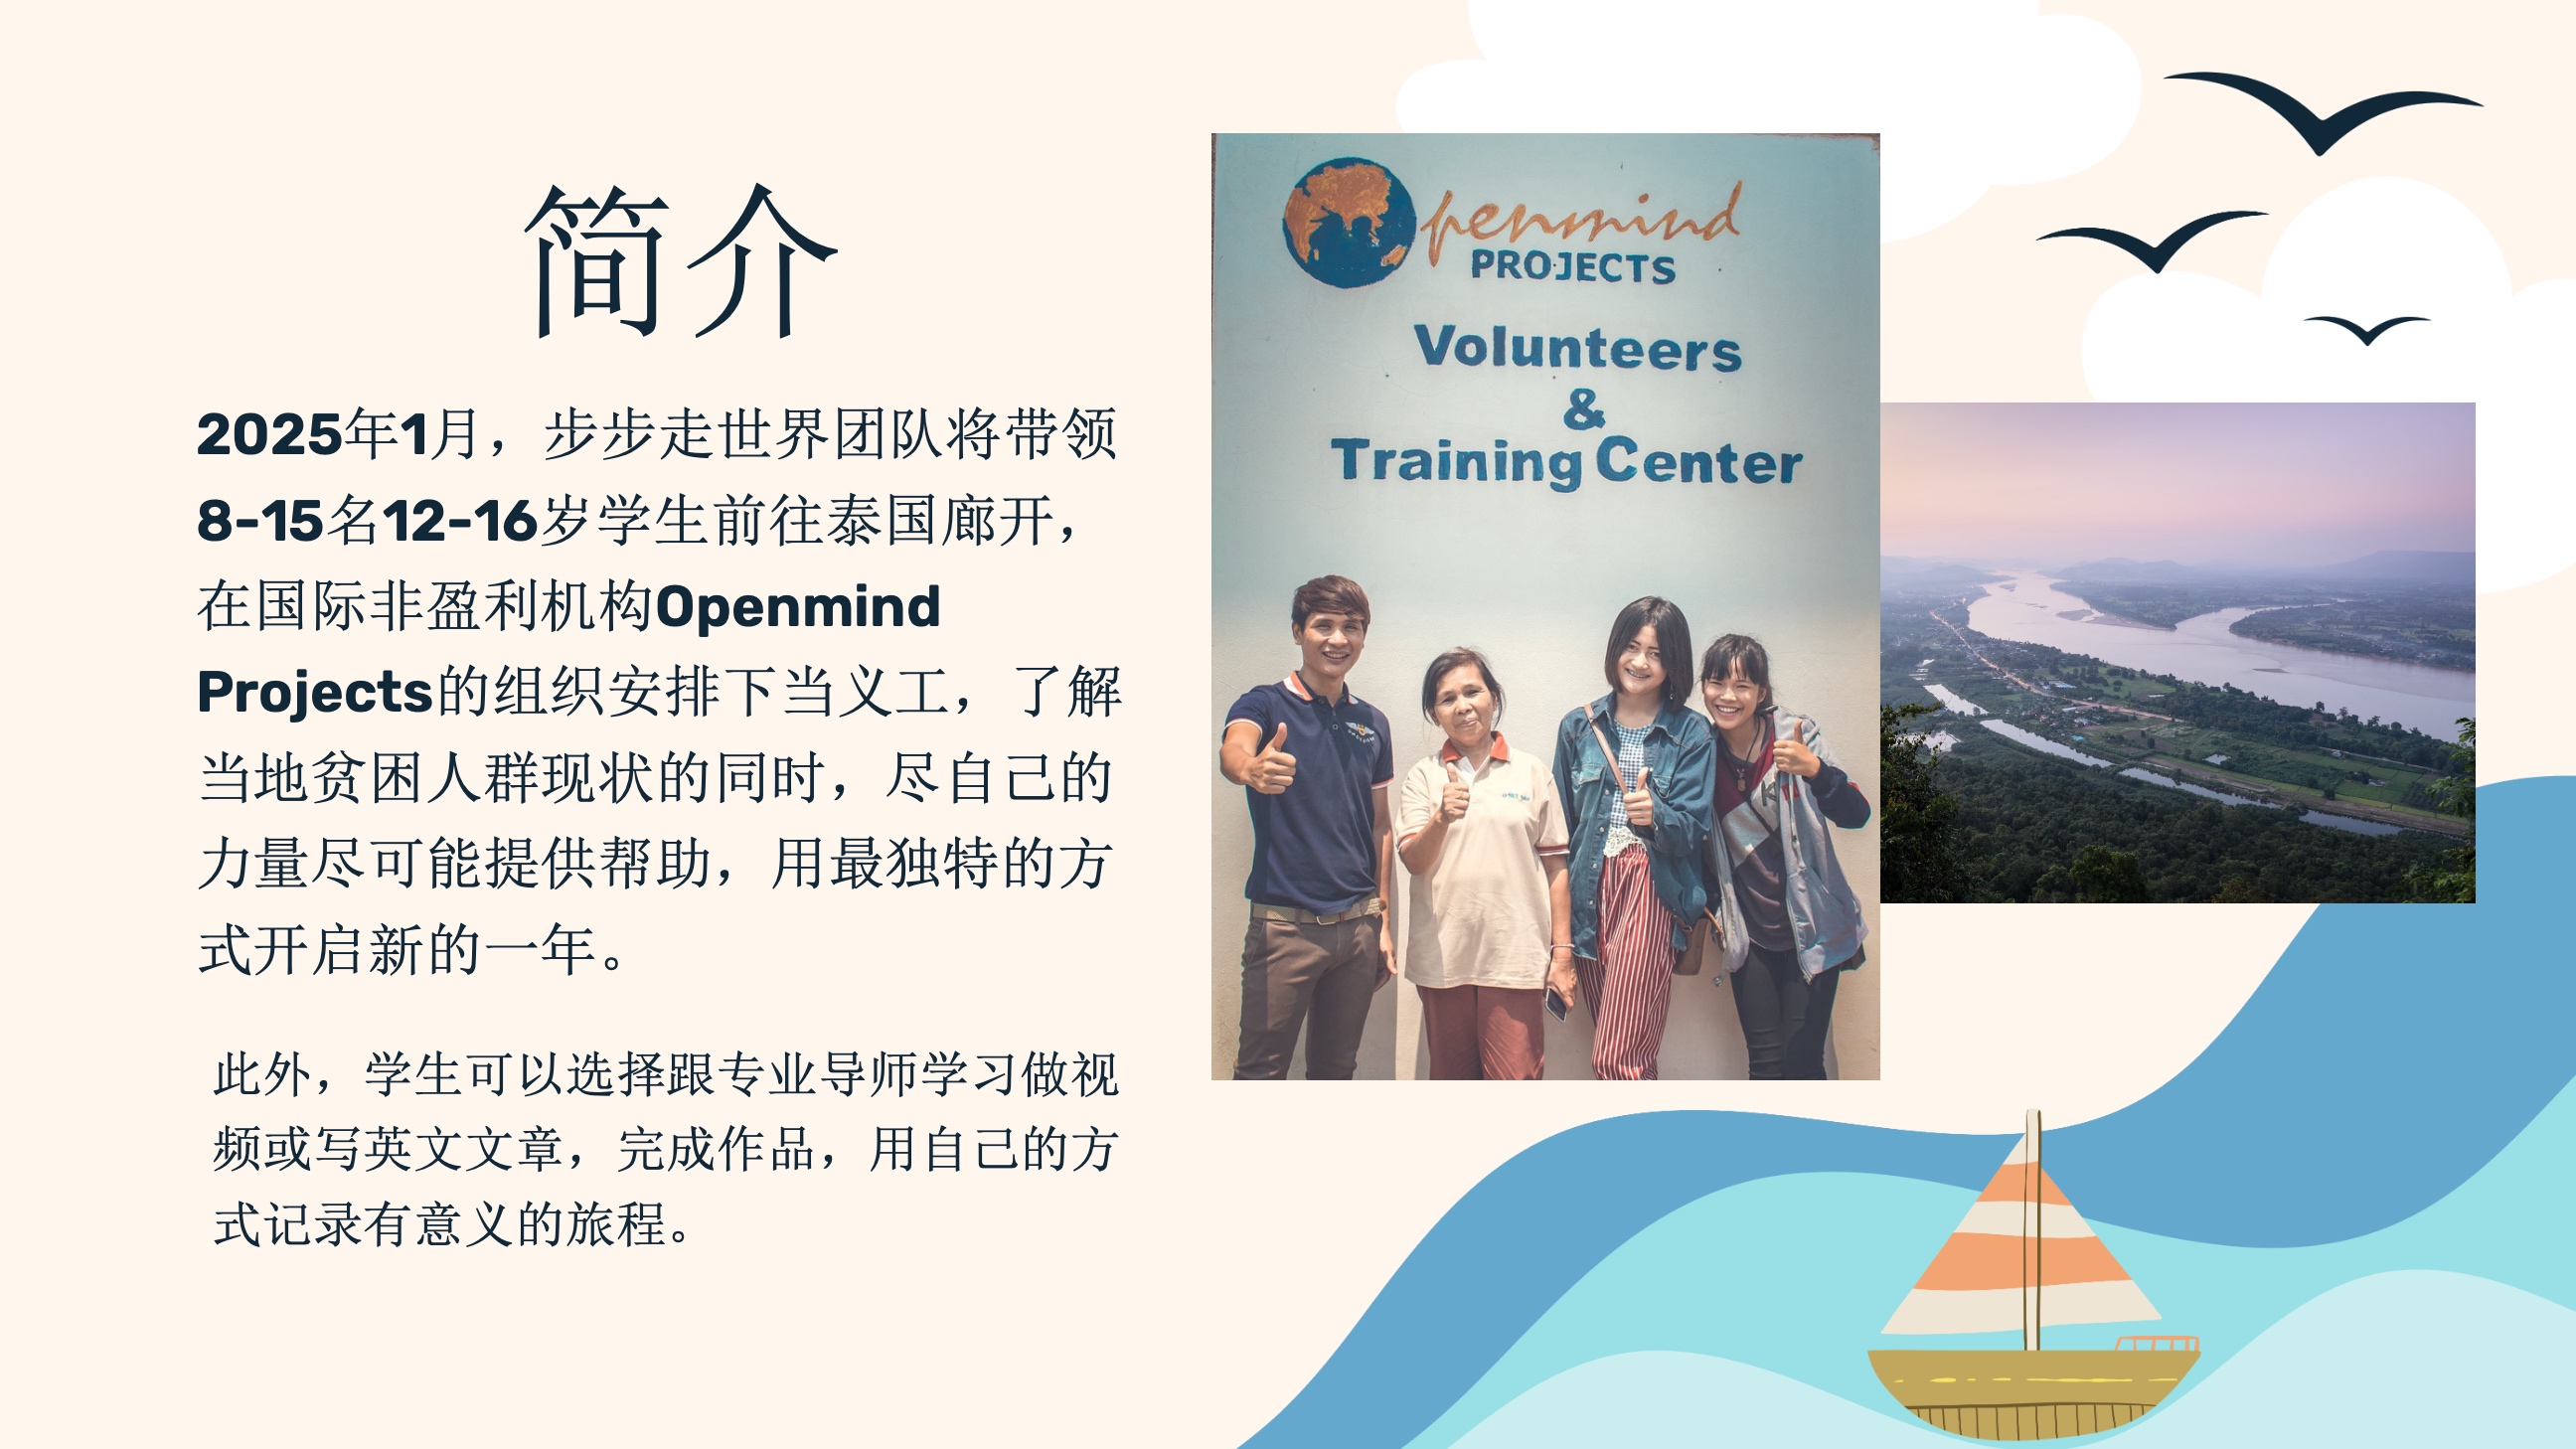 简介
2025年1月，步步走世界团队将带领
8-15名12-16岁学生前往泰国廊开，
在国际非盈利机构Openmind
Projects的组织安排下当义工，了解
当地贫困人群现状的同时，尽自己的
力量尽可能提供帮助，用最独特的方
式开启新的一年。
此外，学生可以选择跟专业导师学习做视
频或写英文文章，完成作品，用自己的方
式记录有意义的旅程。
Openmind
PROJECTS
Volunteers
&
Training Center